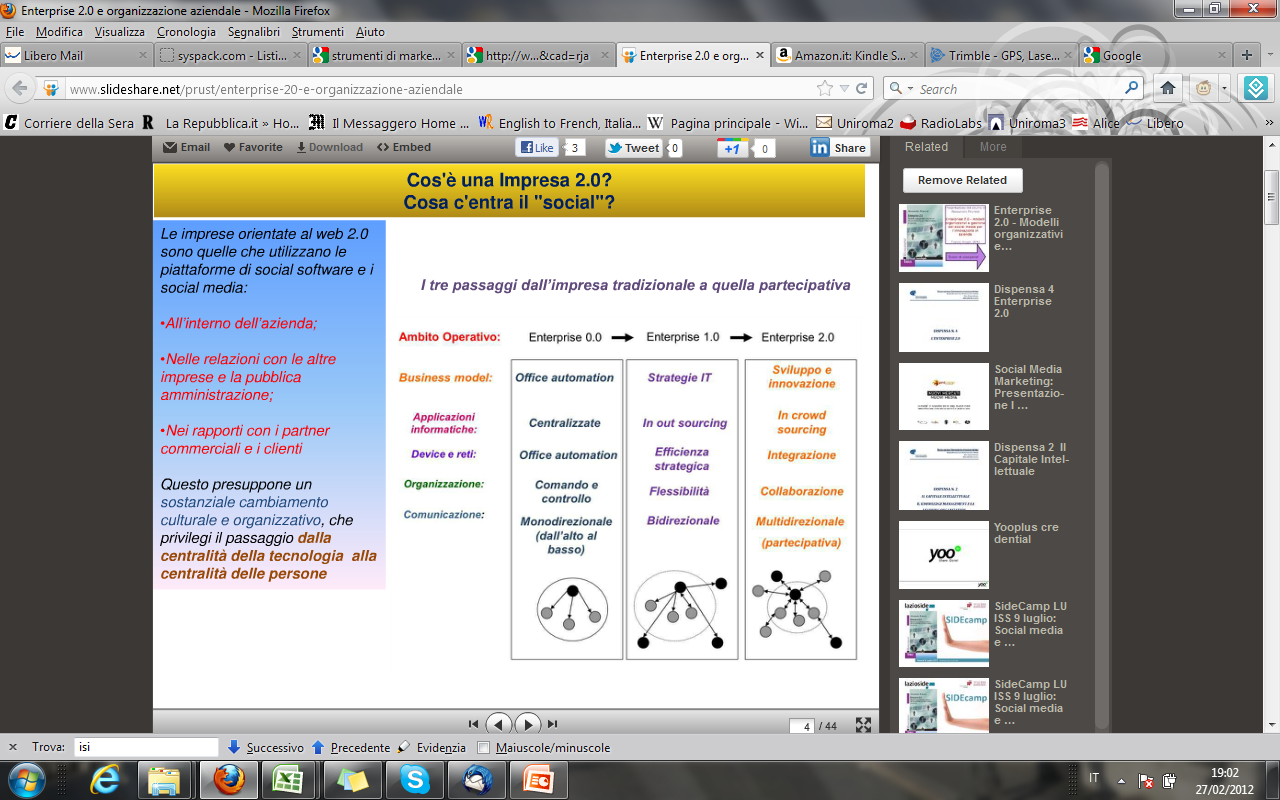 Enterprise 2.0 e organizzazione aziendale - Mozilla Firefox
File Modifica Visualizza Cronologia Segnalibri Strumenti Aiuto
Libero Mail
syspack.com - Listi...
strumenti di marke...
http://w...&cad=rja
Enterprise 2.0 e org...
Amazon.it: Kindle S...
Trimble - GPS, Lase...
Google
www.slideshare.net/prust/enterprise-20-e-organizzazione-aziendale
Search
Corriere della Sera
La Repubblica.it » Ho...
Il Messaggero Home ...
English to French, Italia...
Pagina principale - Wi...
Uniroma2
RadioLabs
Uniroma3
Alice
Libero
Email Favorite Download Embed
Like 3
Tweet 0
+1 0
Share
Related More
Cos'è una Impresa 2.0?
Cosa c'entra il "social"?
Le imprese vicine al web 2.0
sono quelle che utilizzano le
piattaforme di social software e i
social media:
•All'interno dell'azienda;
•Nelle relazioni con le altre
imprese e la pubblica
amministrazione;
•Nei rapporti con i partner
commerciali e i clienti
Questo presuppone un
sostanziale cambiamento
culturale e organizzativo, che
privilegi il passaggio dalla
centralità della tecnologia alla
centralità delle persone
I tre passaggi dall'impresa tradizionale a quella partecipativa
Ambito Operativo: Enterprise 0.0 Enterprise 1.0 Enterprise 2.0
Business model:
Office automation
Strategie IT
Sviluppo e
innovazione
Applicazioni
informatiche:
Centralizzate
In out sourcing
In crowd
sourcing
Device e reti:
Office automation
Efficienza
strategica
Integrazione
Organizzazione:
Comando e
controllo
Flessibilità
Collaborazione
Comunicazione:
Monodirezionale
(dall'alto al
basso)
Bidirezionale
Multidirezionale
(partecipativa)
Remove Related
Enterprise
2.0 - Modelli
organizzativi
e...
Dispensa 4
Enterprise
2.0
Social Media
Marketing:
Presentazio-
ne I ...
Dispensa 2 Il
Capitale Intel-
lettuale
yoo
yoo
Yooplus cre
dential
lazioside
SIDEcamp
SideCamp LU
ISS 9 luglio:
Social media
e ...
lazioside
SIDEcamp
SideCamp LU
ISS 9 luglio:
Social media
e ...
4 / 44
Trova: isi Successivo Precedente Evidenzia Maiuscole/minuscole
IT
19:02
27/02/2012